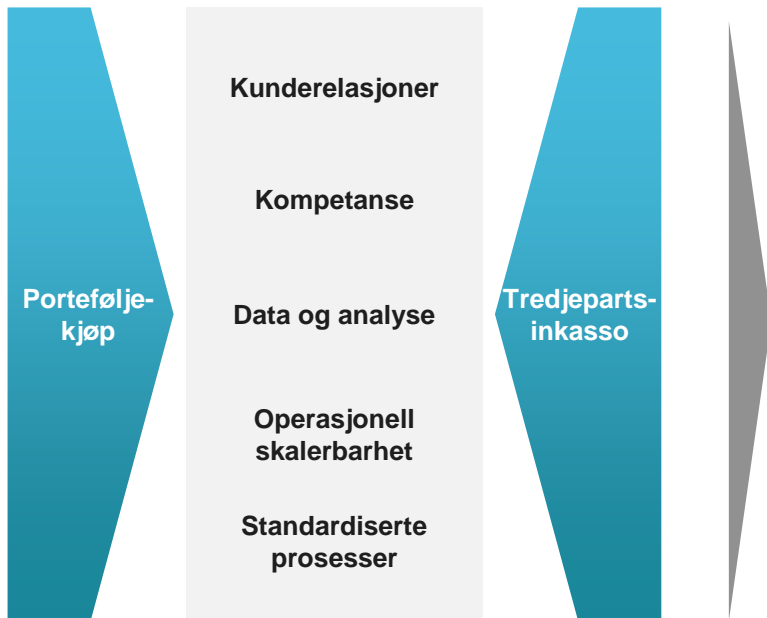 Portefølje-
kjøp
Kunderelasjoner
Kompetanse
Data og analyse
Operasjonell
skalerbarhet
Standardiserte
prosesser
Tredjeparts-
inkasso